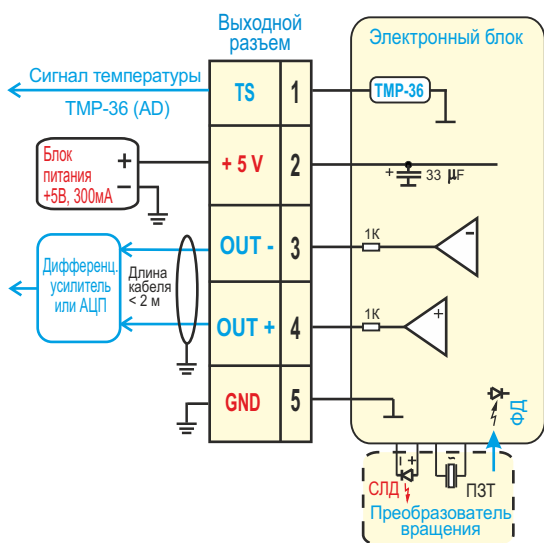 Выходной
разъем
Электронный блок
Сигнал температуры
TMP-36 (AD)
TS
1
TMP-36
Блок
питания
+5В, 300мА
+
−
+ 5 V
2
+
33 µF
Дифференц.
усилитель
или АЦП
Длина
кабеля
< 2 м
OUT -
3
1К
-
OUT +
4
1К
+
GND
5
ФД
СЛД
− +
~
ПЗТ
Преобразователь
вращения